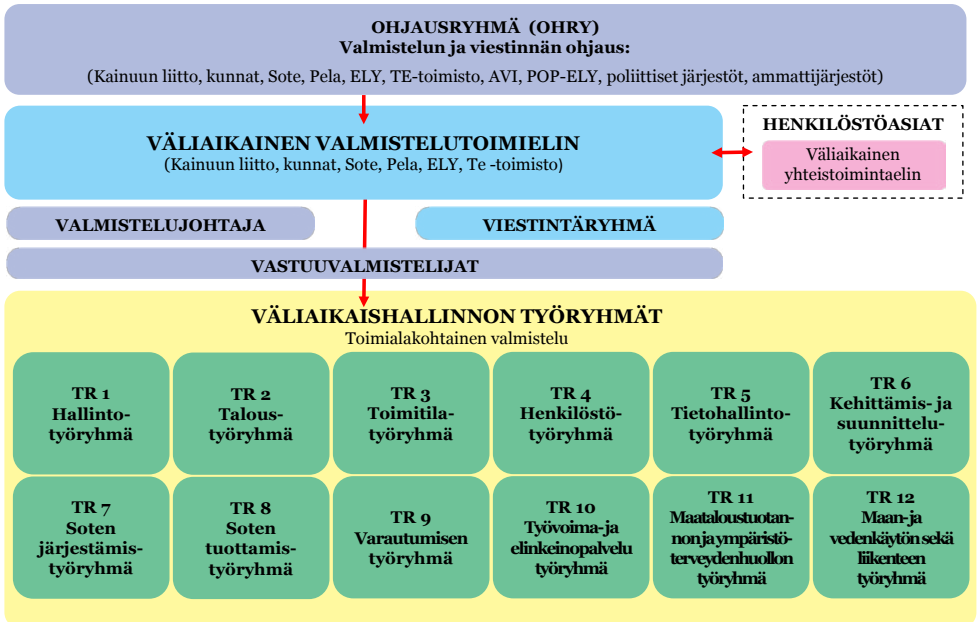 OHJAUSRYHMÄ (OHRY)
Valmistelun ja viestinnän ohjaus:
(Kainuun liitto, kunnat, Sote, Pela, ELY, TE-toimisto, AVI, POP-ELY, poliittiset järjestöt, ammattijärjestöt)
VÄLIAIKAINEN VALMISTELUTOIMIELIN
(Kainuun liitto, kunnat, Sote, Pela, ELY, Te -toimisto)
HENKILÖSTÖASIAT
Väliaikainen
yhteistoimintaelin
VALMISTELUJOHTAJA
VIESTINTÄRYHMÄ
VASTUUVALMISTELIJAT
VÄLIAIKAISHALLINNON TYÖRYHMÄT
Toimialakohtainen valmistelu
TR 1
Hallinto-
työryhmä
TR 2
Talous-
työryhmä
TR 3
Toimitila-
työryhmä
TR 4
Henkilöstö-
työryhmä
TR 5
Tietohallinto-
työryhmä
TR 6
Kehittämis- ja
suunnittelu-
työryhmä
TR 7
Soten
järjestämis-
työryhmä
TR 8
Soten
tuottamis-
työryhmä
TR 9
Varautumisen
työryhmä
TR 10
Työvoima- ja
elinkeinopalvelu
työryhmä
TR 11
Maataloustuotan-
non ja ympäristö-
terveydenhuollon
työryhmä
TR 12
Maan- ja
vedenkäytön sekä
liikenteen
työryhmä